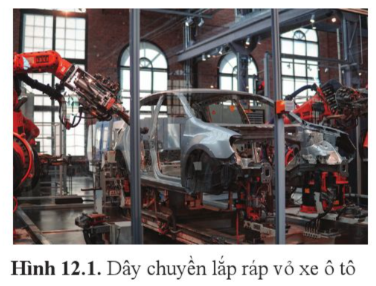 Hình 12.1. Dây chuyền lắp ráp vỏ xe ô tô